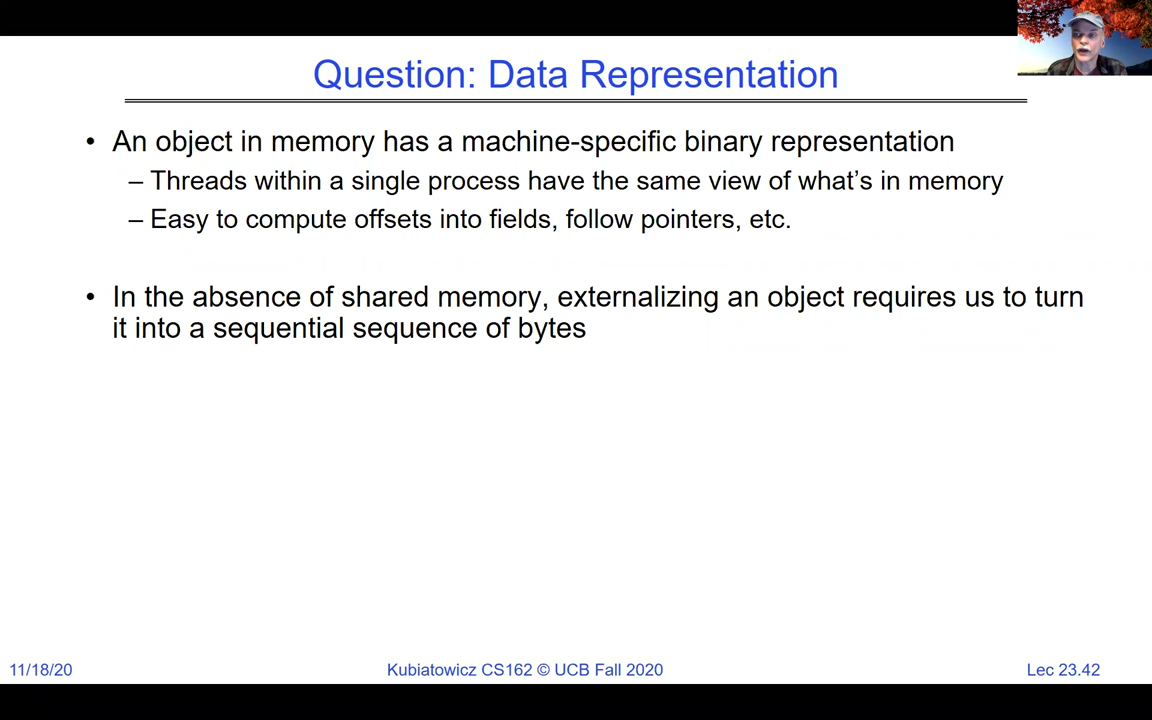 Question: Data Representation
• An object in memory has a machine-specific binary representation
– Threads within a single process have the same view of what's in memory
– Easy to compute offsets into fields, follow pointers, etc.
• In the absence of shared memory, externalizing an object requires us to turn
it into a sequential sequence of bytes
11/18/20 Kubiatowicz CS162 © UCB Fall 2020 Lec 23.42